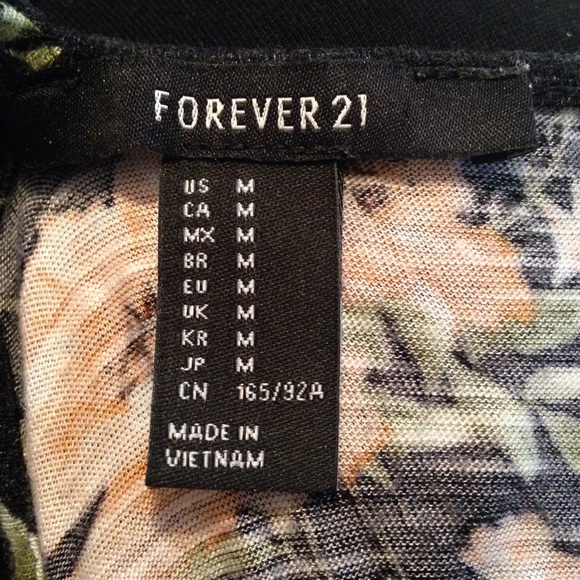 FOREVER 21
US M
CA M
MX M
BR M
EU M
UK M
KR M
JP M
CN 165/92A
MADE IN
VIETNAM